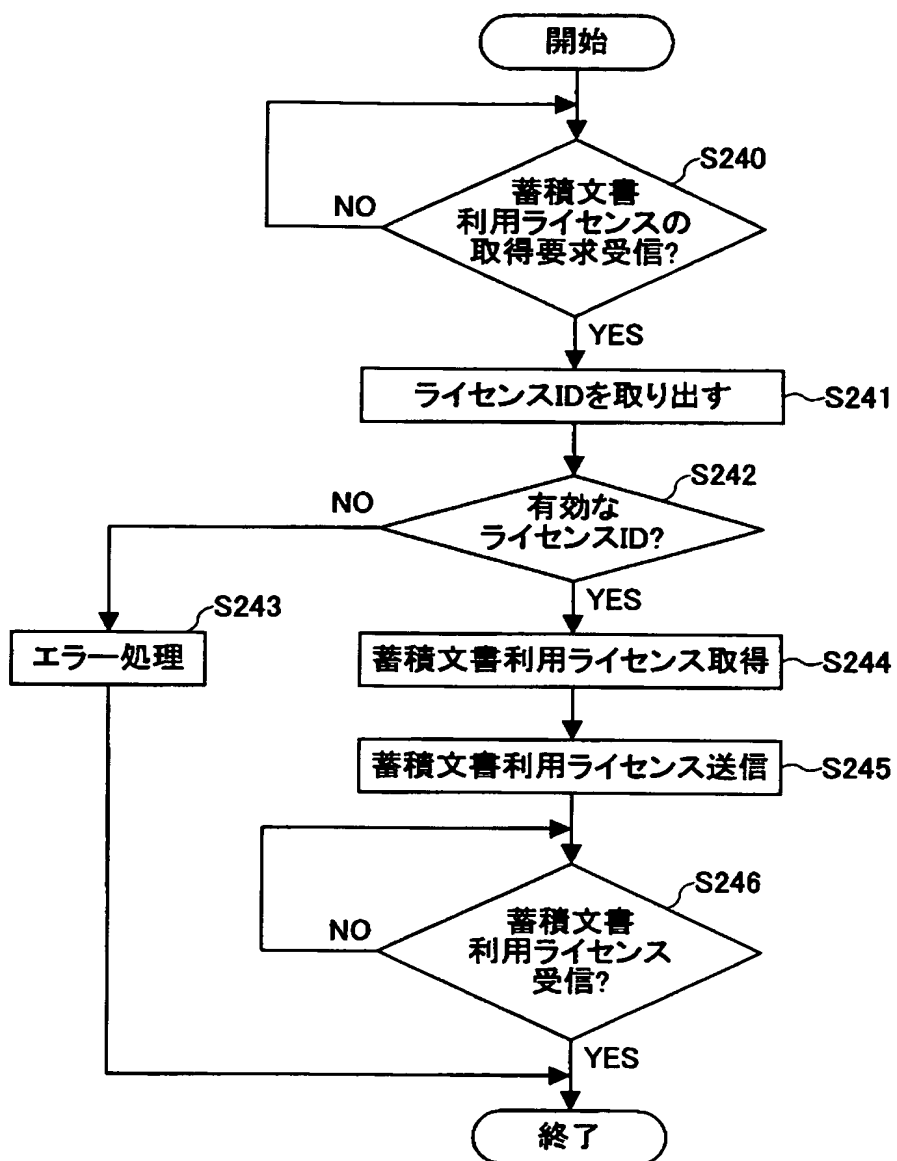 開始
S240
蓄積文書
利用ライセンスの
取得要求受信?
NO
YES
ライセンスIDを取り出す
S241
S242
有効な
ライセンスID?
NO
YES
S243
エラー処理
蓄積文書利用ライセンス取得
S244
蓄積文書利用ライセンス送信
S245
S246
蓄積文書
利用ライセンス
受信?
NO
YES
終了